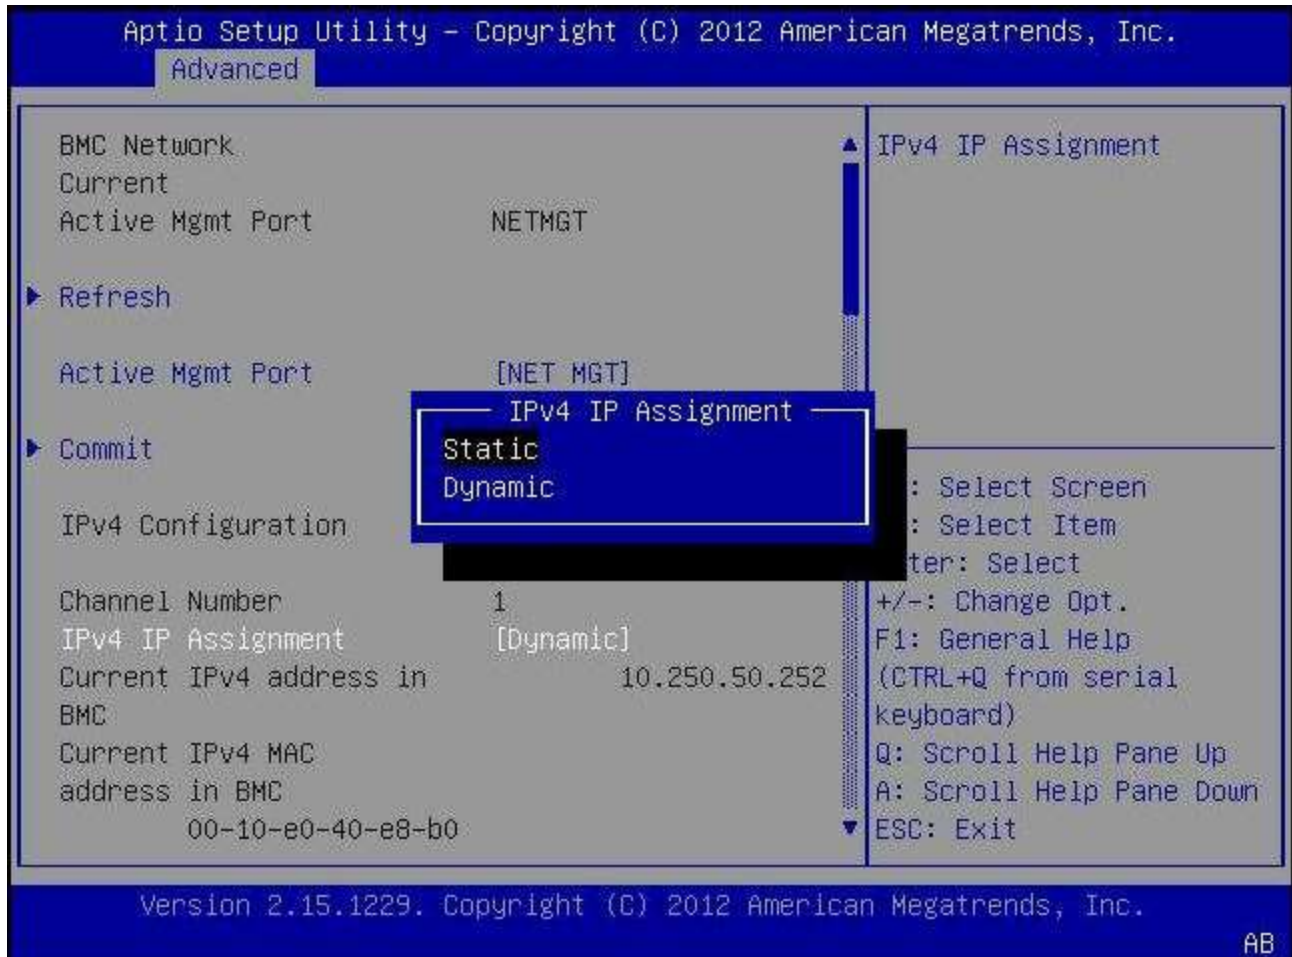 Aptio Setup Utility – Copyright (C) 2012 American Megatrends, Inc.
Advanced
BMC Network
Current
Active Mgmt Port NETMGT
Refresh
Active Mgmt Port [NET MGT]
Commit
IPv4 Configuration
Channel Number 1
IPv4 IP Assignment [Dynamic]
Current IPv4 address in 10.250.50.252
BMC
Current IPv4 MAC
address in BMC
00-10-e0-40-e8-b0
IPv4 IP Assignment
Static
Dynamic
IPv4 IP Assignment
: Select Screen
: Select Item
ter: Select
+/-: Change Opt.
F1: General Help
(CTRL+Q from serial
keyboard)
Q: Scroll Help Pane Up
A: Scroll Help Pane Down
ESC: Exit
Version 2.15.1229. Copyright (C) 2012 American Megatrends, Inc.
AB